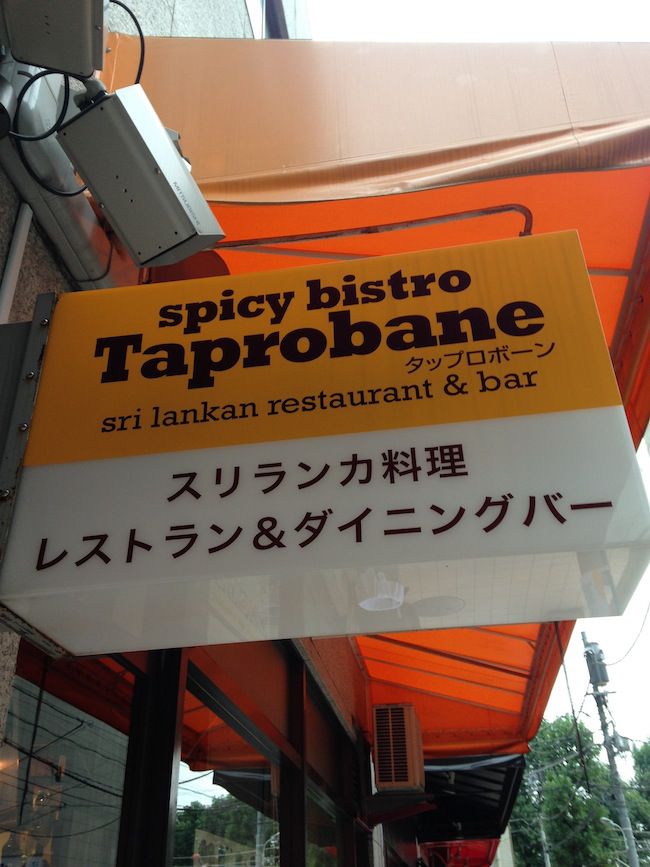 spicy bistro
Taprobane
タップロボーン
sri lankan restaurant & bar
スリランカ料理
レストラン&ダイニングバー
MITSUBISHI